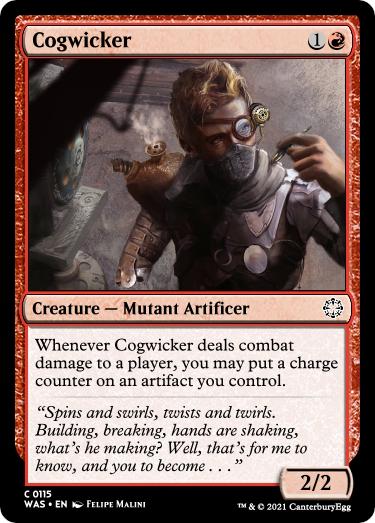 Cogwicker 1
Creature — Mutant Artificer
Whenever Cogwicker deals combat
damage to a player, you may put a charge
counter on an artifact you control.
“Spins and swirls, twists and twirls.
Building, breaking, hands are shaking,
what's he making? Well, that's for me to
know, and you to become . . .”
2/2
C 0115
WAS • EN Felipe Malini
™ & © 2021 CanterburyEgg